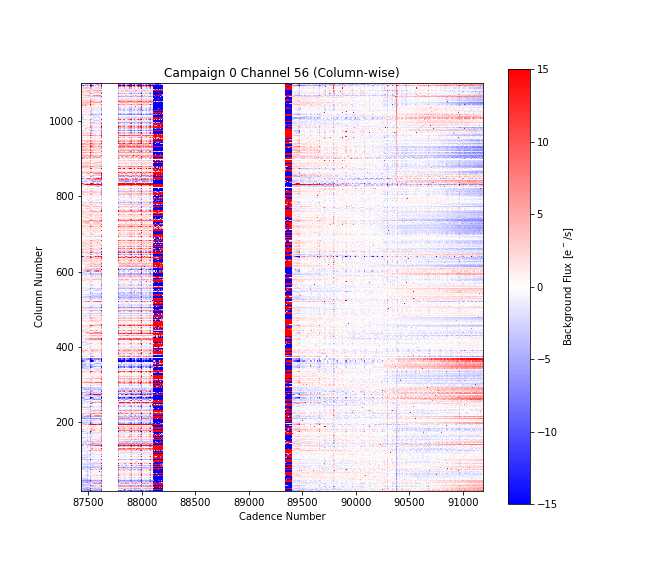 Campaign 0 Channel 56 (Column-wise)
1000
800
600
400
200
Column Number
87500 88000 88500 89000 89500 90000 90500 91000
Cadence Number
15
10
5
0
−5
−10
−15
Background Flux [e⁻/s]